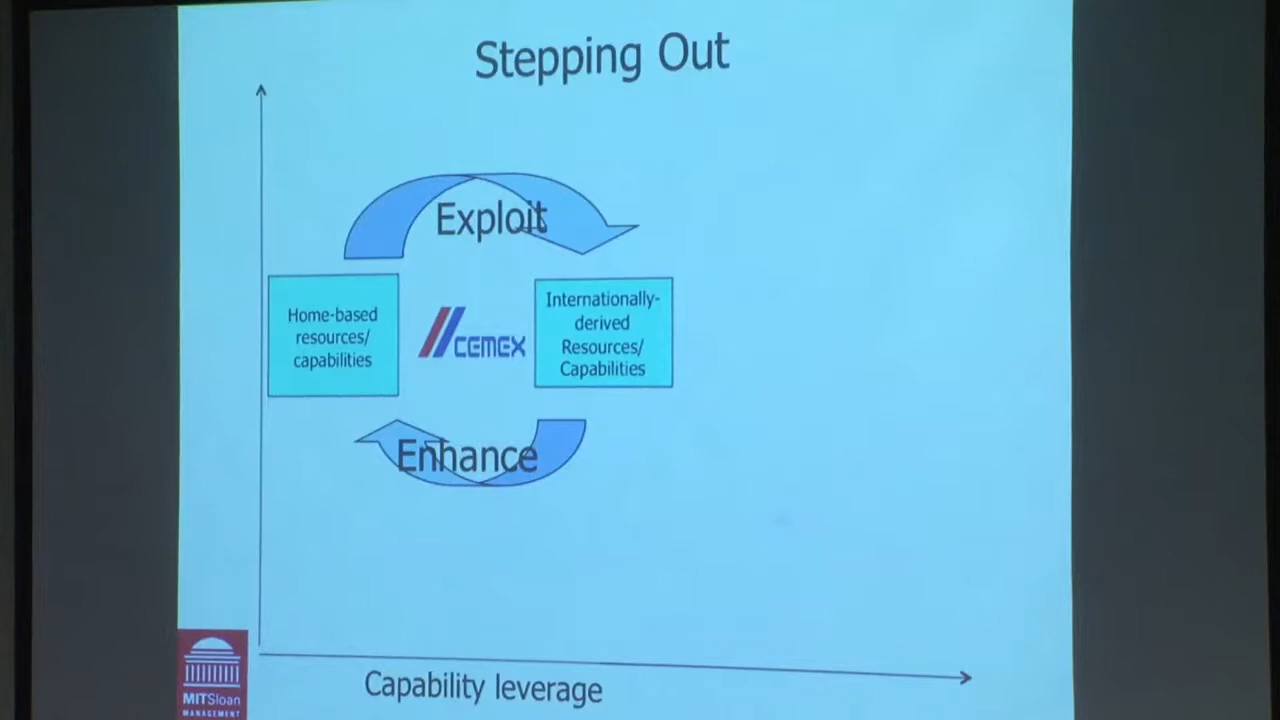 Stepping Out
Exploit
Home-based
resources/
capabilities
CEMEX
Internationally-
derived
Resources/
Capabilities
Enhance
Capability leverage
MITSloan
MANAGEMENT